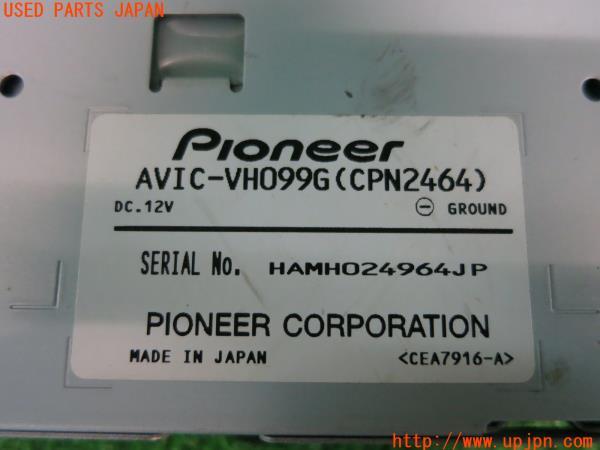 USED PARTS JAPAN
Pioneer
AVIC-VH099G(CPN2464)
DC.12V ⊖ GROUND
SERIAL No. HAMH024964JP
PIONEER CORPORATION
MADE IN JAPAN <CEA7916-A>
http://www.upjpn.com